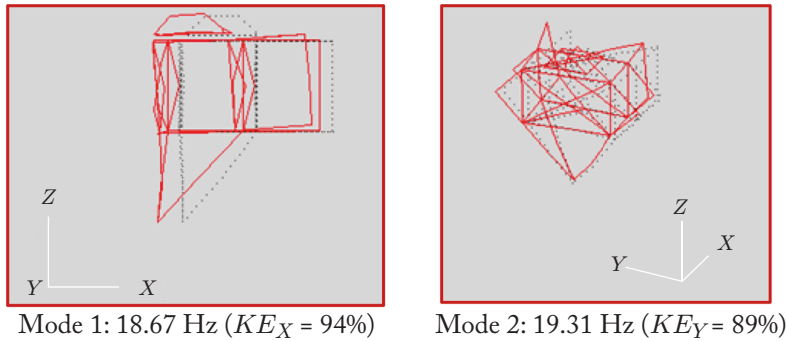 Z
Y X
Z
X
Y
Mode 1: 18.67 Hz (KE_X = 94%)
Mode 2: 19.31 Hz (KE_Y = 89%)